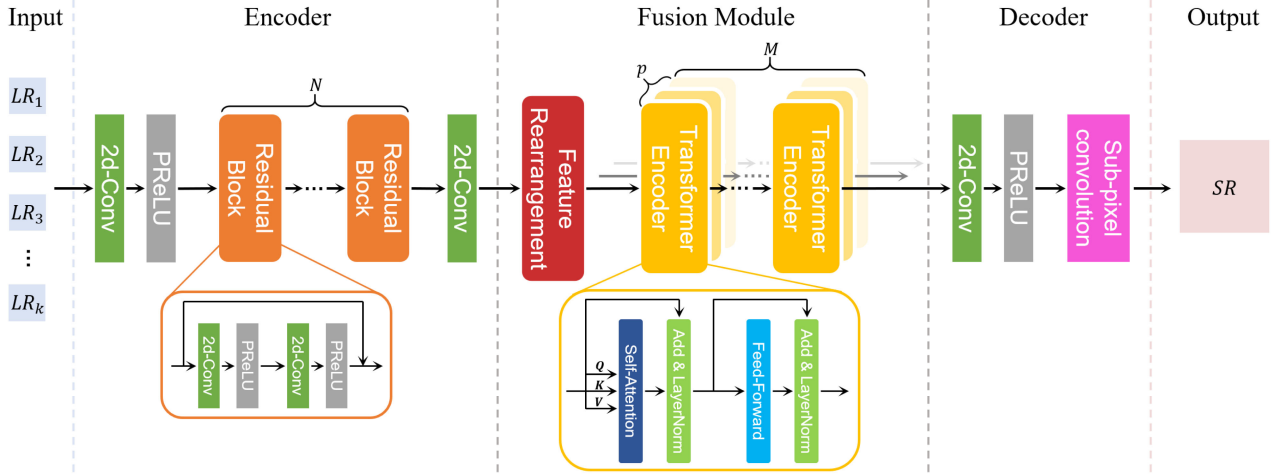 Input
Encoder
Fusion Module
Decoder
Output
LR₁
LR₂
LR₃
⋮
LRₖ
2d-Conv
PReLU
N
Residual
Block
Residual
Block
2d-Conv
2d-Conv
PReLU
2d-Conv
PReLU
Feature
Rearrangement
p
M
Transformer
Encoder
Transformer
Encoder
Q
K
V
Self-Attention
Add & LayerNorm
Feed-Forward
Add & LayerNorm
2d-Conv
PReLU
Sub-pixel
convolution
SR